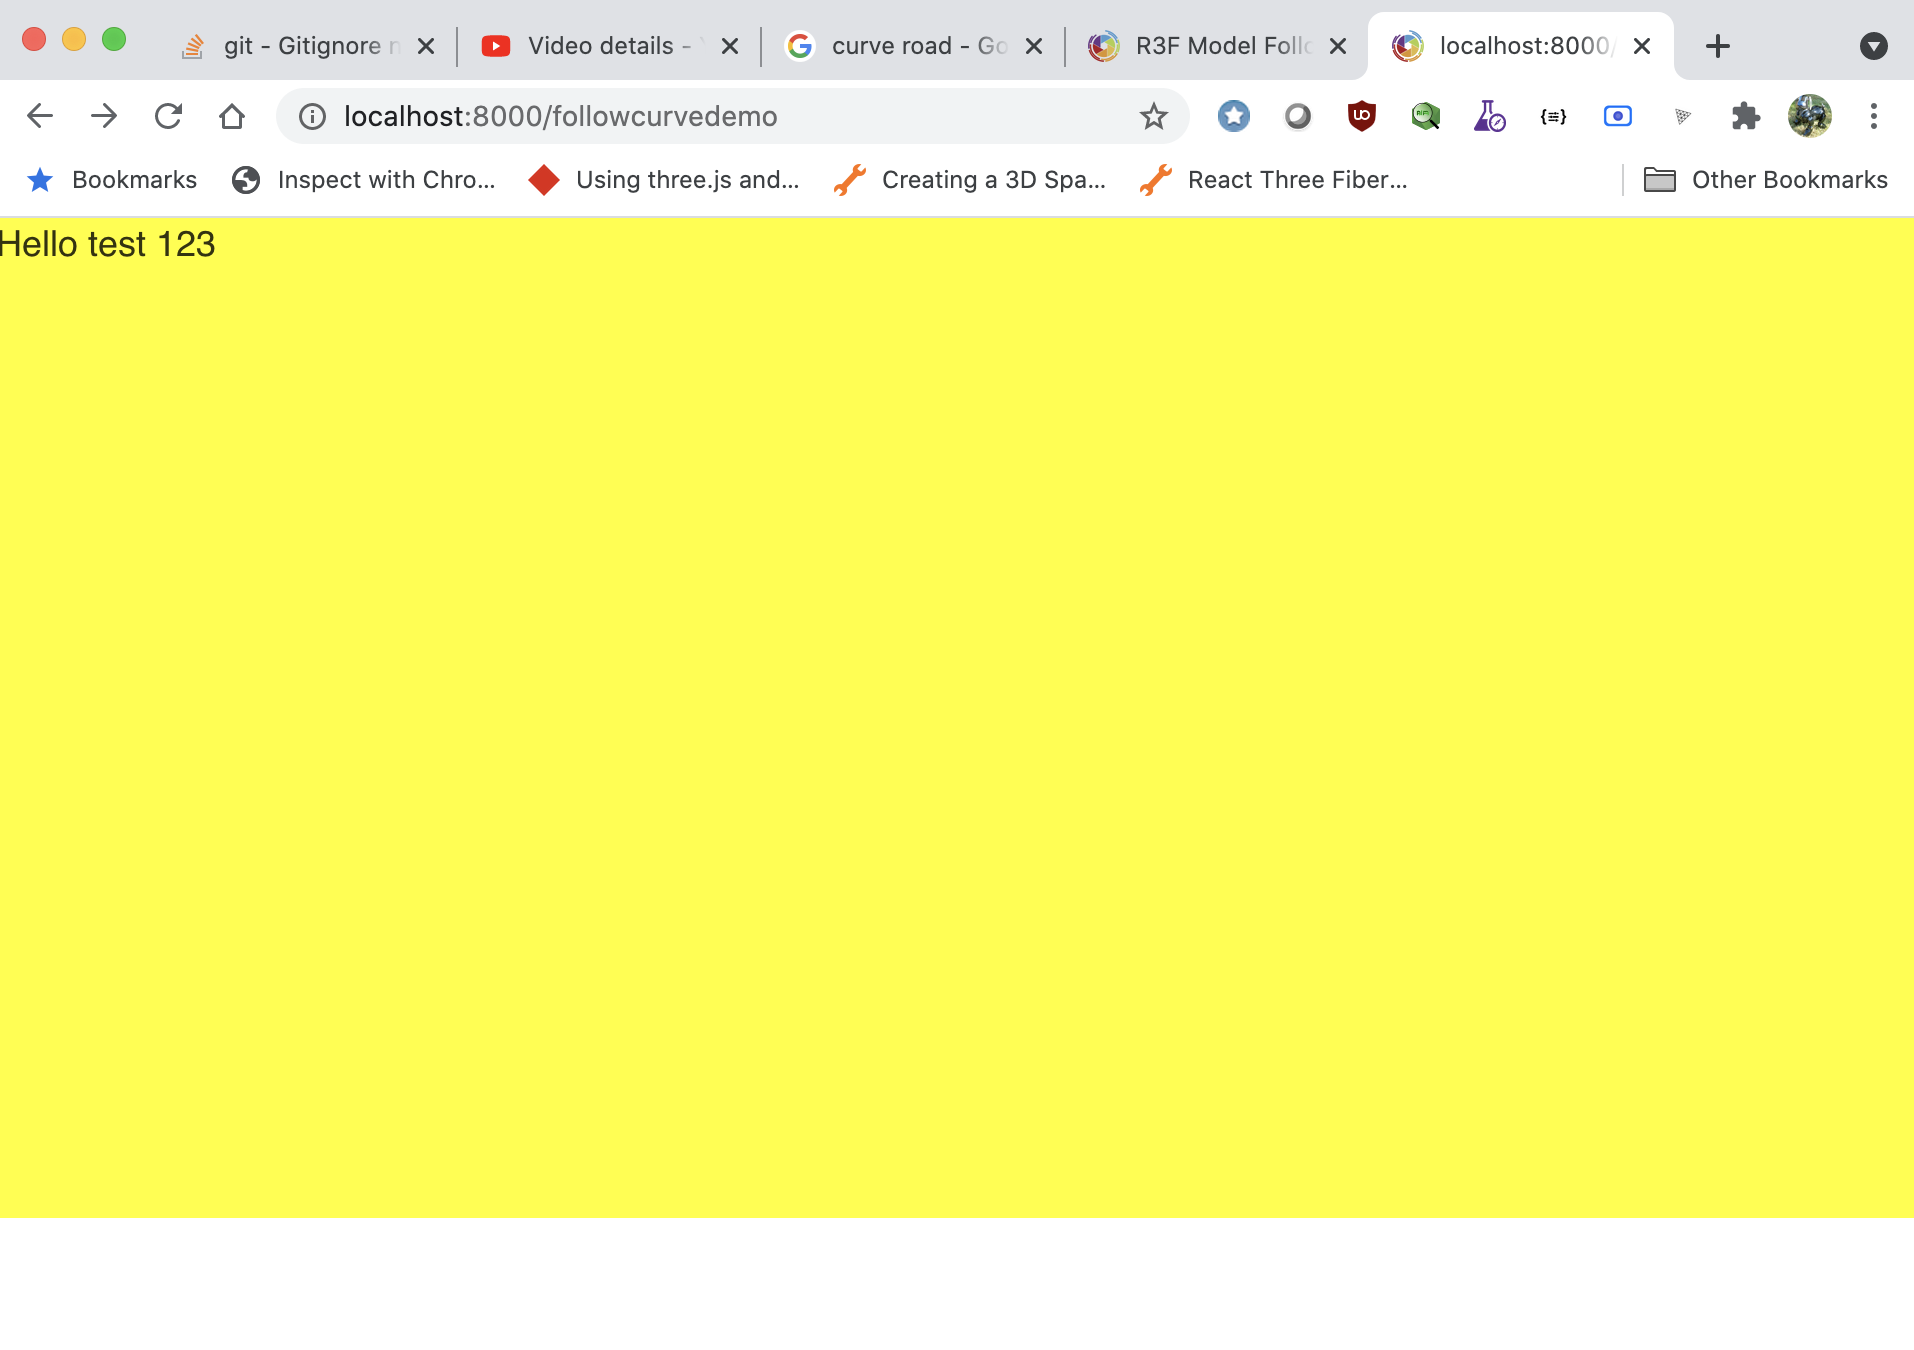 git - Gitignore n
Video details - Y
curve road - Go
R3F Model Follo
localhost:8000/
localhost:8000/followcurvedemo
Bookmarks
Inspect with Chro...
Using three.js and...
Creating a 3D Spa...
React Three Fiber...
Other Bookmarks
Hello test 123